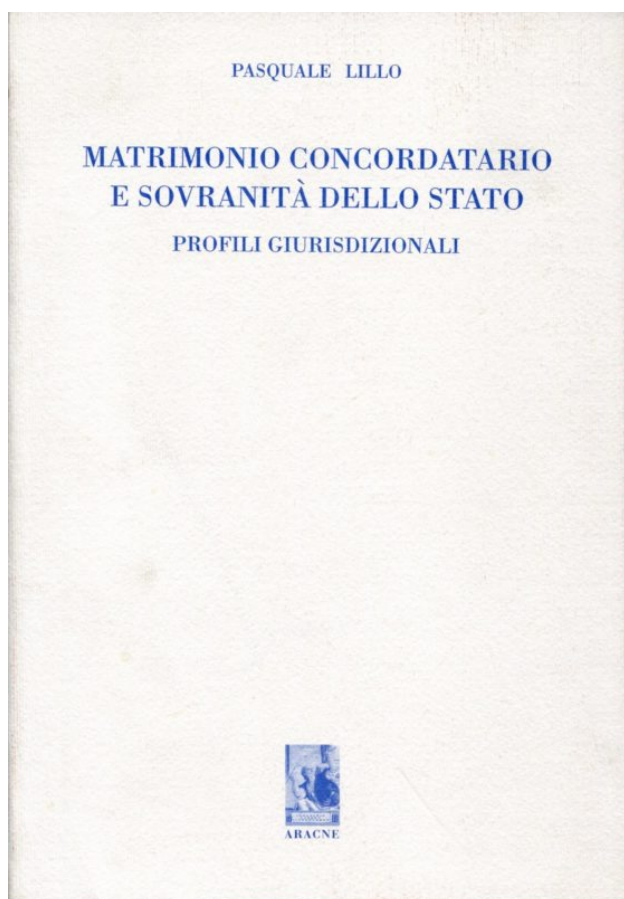 PASQUALE LILLO
MATRIMONIO CONCORDATARIO
E SOVRANITÀ DELLO STATO
PROFILI GIURISDIZIONALI
ARACNE